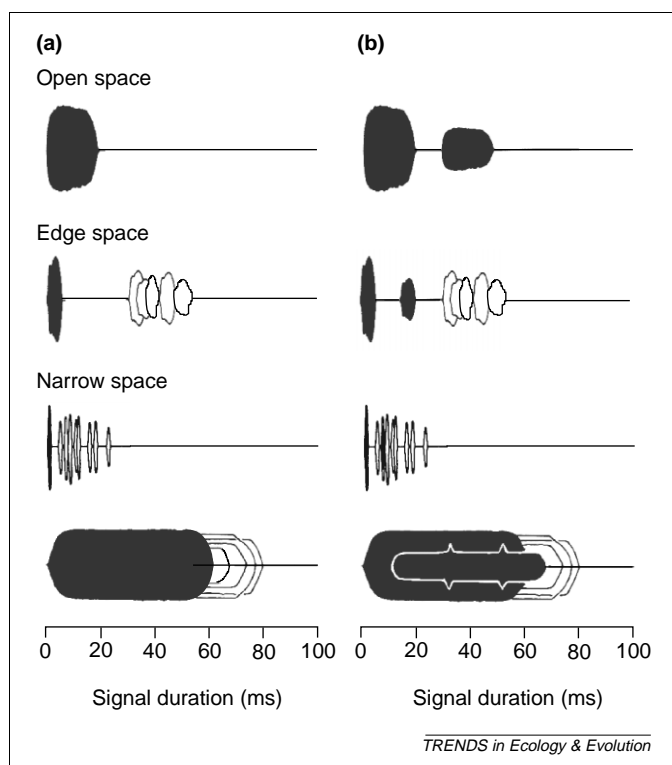 (a) (b)
Open space
Edge space
Narrow space
0 20 40 60 80 100 0 20 40 60 80 100
Signal duration (ms) Signal duration (ms)
TRENDS in Ecology & Evolution